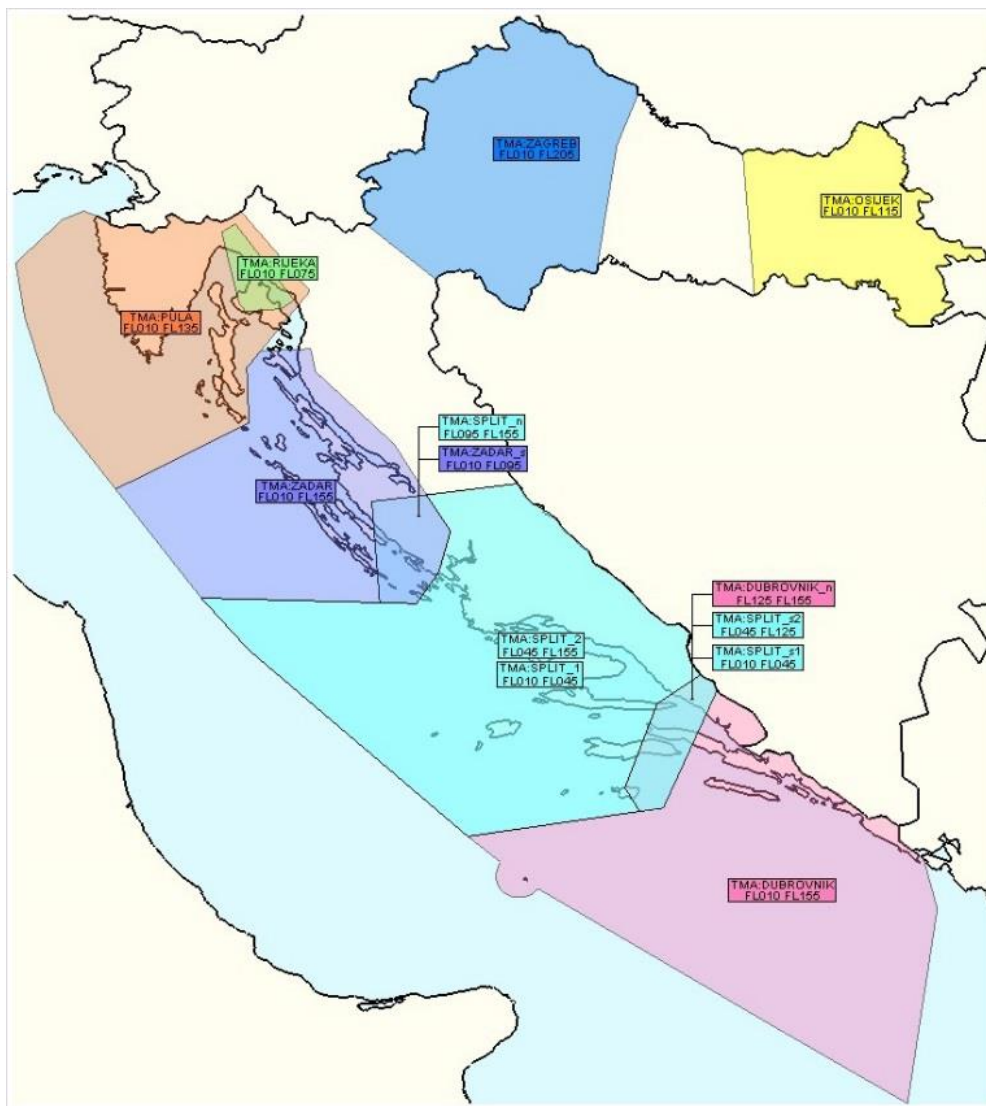 TMA:ZAGREB
FL010 FL205
TMA:OSIJEK
FL010 FL115
TMA:RIJEKA
FL010 FL075
TMA:PULA
FL010 FL135
TMA:SPLIT_n
FL095 FL155
TMA:ZADAR_s
FL010 FL095
TMA:ZADAR
FL010 FL155
TMA:DUBROVNIK_n
FL125 FL155
TMA:SPLIT_s2
FL045 FL125
TMA:SPLIT_s1
FL010 FL045
TMA:SPLIT_2
FL045 FL155
TMA:SPLIT_1
FL010 FL045
TMA:DUBROVNIK
FL010 FL155